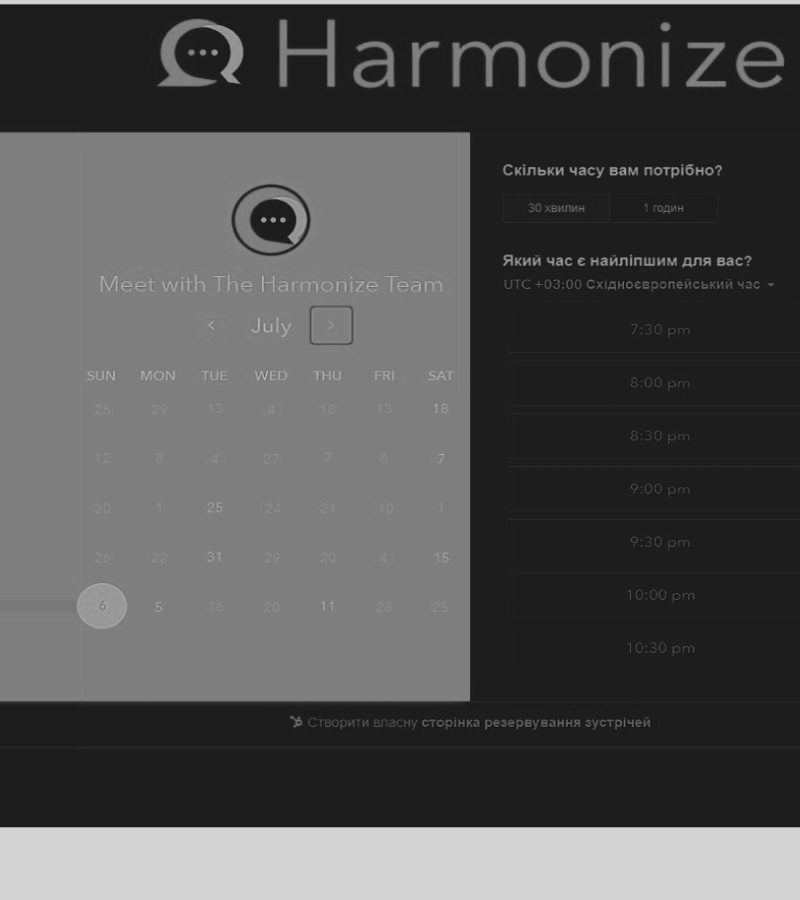 Harmonize
Meet with The Harmonize Team
July
SUN MON TUE WED THU FRI SAT
26 29 13 4 18 13 18
12 8 4 27 7 6 7
20 1 25 24 21 10 1
26 22 31 29 20 4 15
6 5 16 20 11 28 25
Скільки часу вам потрібно?
30 хвилин 1 годин
Який час є найліпшим для вас?
UTC +03:00 Східноєвропейський час
7:30 pm
8:00 pm
8:30 pm
9:00 pm
9:30 pm
10:00 pm
10:30 pm
Створити власну сторінка резервування зустрічей